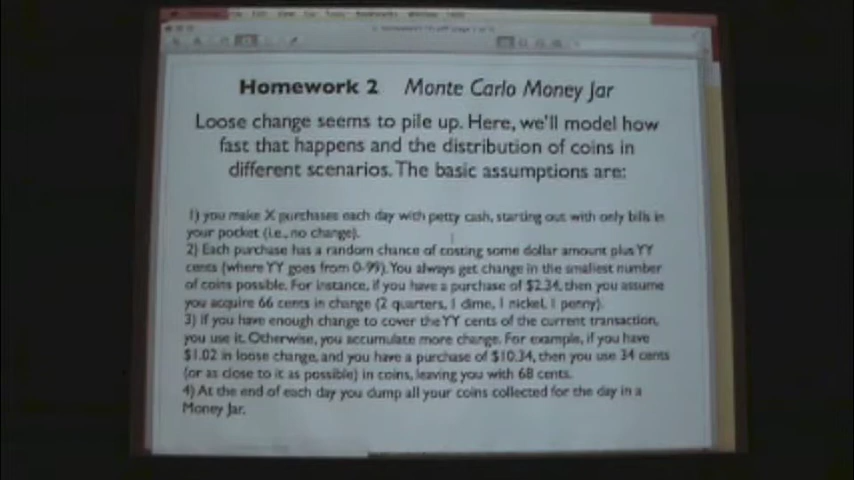 Homework 2 Monte Carlo Money Jar
Loose change seems to pile up. Here, we'll model how
fast that happens and the distribution of coins in
different scenarios. The basic assumptions are:
1) you make X purchases each day with petty cash, starting out with only bills in
your pocket (i.e., no change).
2) Each purchase has a random chance of costing some dollar amount plus YY
cents (where YY goes from 0-99). You always get change in the smallest number
of coins possible. For instance, if you have a purchase of $2.34, then you assume
you acquire 66 cents in change (2 quarters, 1 dime, 1 nickel, 1 penny).
3) If you have enough change to cover the YY cents of the current transaction,
you use it. Otherwise, you accumulate more change. For example, if you have
$1.02 in loose change, and you have a purchase of $10.34, then you use 34 cents
(or as close to it as possible) in coins, leaving you with 68 cents.
4) At the end of each day you dump all your coins collected for the day in a
Money Jar.